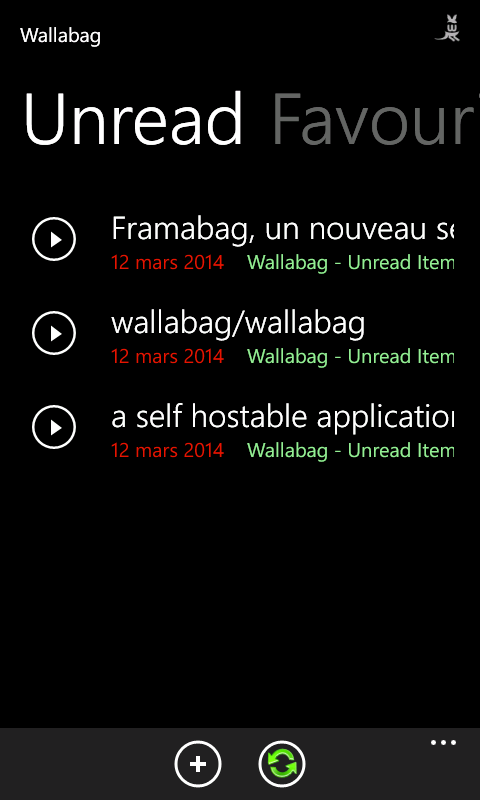 Wallabag
Unread Favour
Framabag, un nouveau se
12 mars 2014 Wallabag - Unread Item
wallabag/wallabag
12 mars 2014 Wallabag - Unread Item
a self hostable application
12 mars 2014 Wallabag - Unread Item